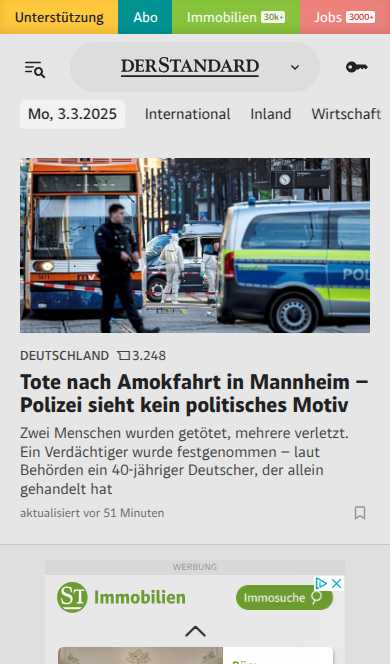 Unterstützung Abo Immobilien 30k+ Jobs 3000+
DERSTANDARD
Mo, 3.3.2025 International Inland Wirtschaft
POL
DEUTSCHLAND 3.248
Tote nach Amokfahrt in Mannheim –
Polizei sieht kein politisches Motiv
Zwei Menschen wurden getötet, mehrere verletzt.
Ein Verdächtiger wurde festgenommen – laut
Behörden ein 40-jähriger Deutscher, der allein
gehandelt hat
aktualisiert vor 51 Minuten
WERBUNG
ST Immobilien Immosuche